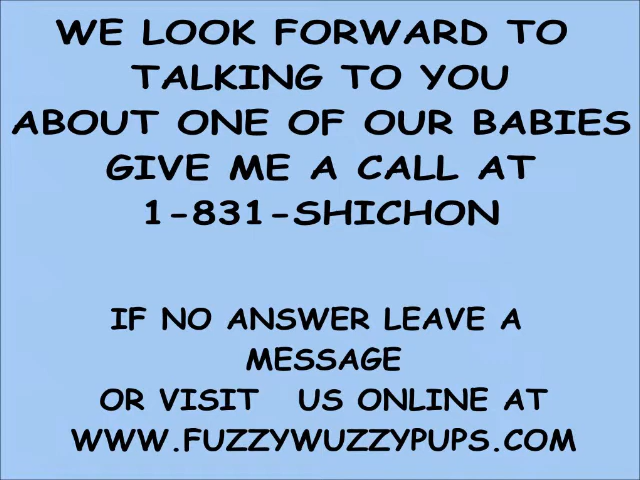 WE LOOK FORWARD TO
TALKING TO YOU
ABOUT ONE OF OUR BABIES
GIVE ME A CALL AT
1-831-SHICHON
IF NO ANSWER LEAVE A
MESSAGE
OR VISIT US ONLINE AT
WWW.FUZZYWUZZYPUPS.COM